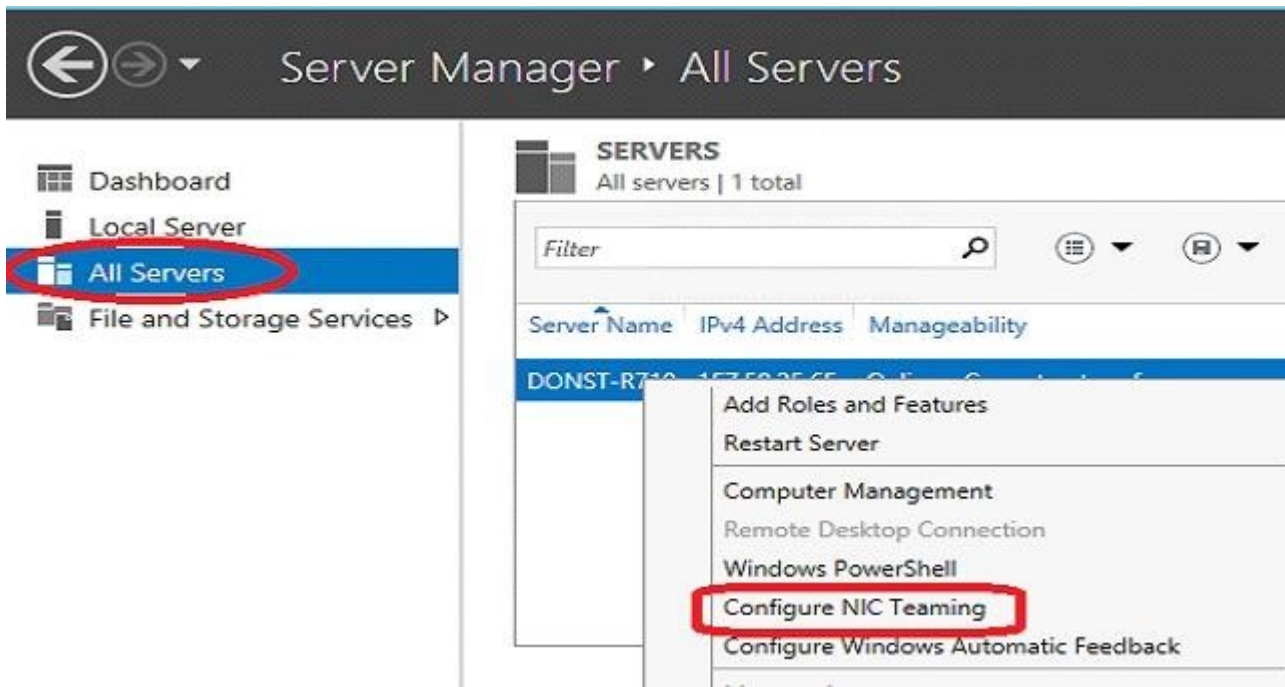 Server Manager ‣ All Servers
Dashboard
Local Server
All Servers
File and Storage Services
SERVERS
All servers | 1 total
Filter
Server Name IPv4 Address Manageability
DONST-R710
Add Roles and Features
Restart Server
Computer Management
Remote Desktop Connection
Windows PowerShell
Configure NIC Teaming
Configure Windows Automatic Feedback